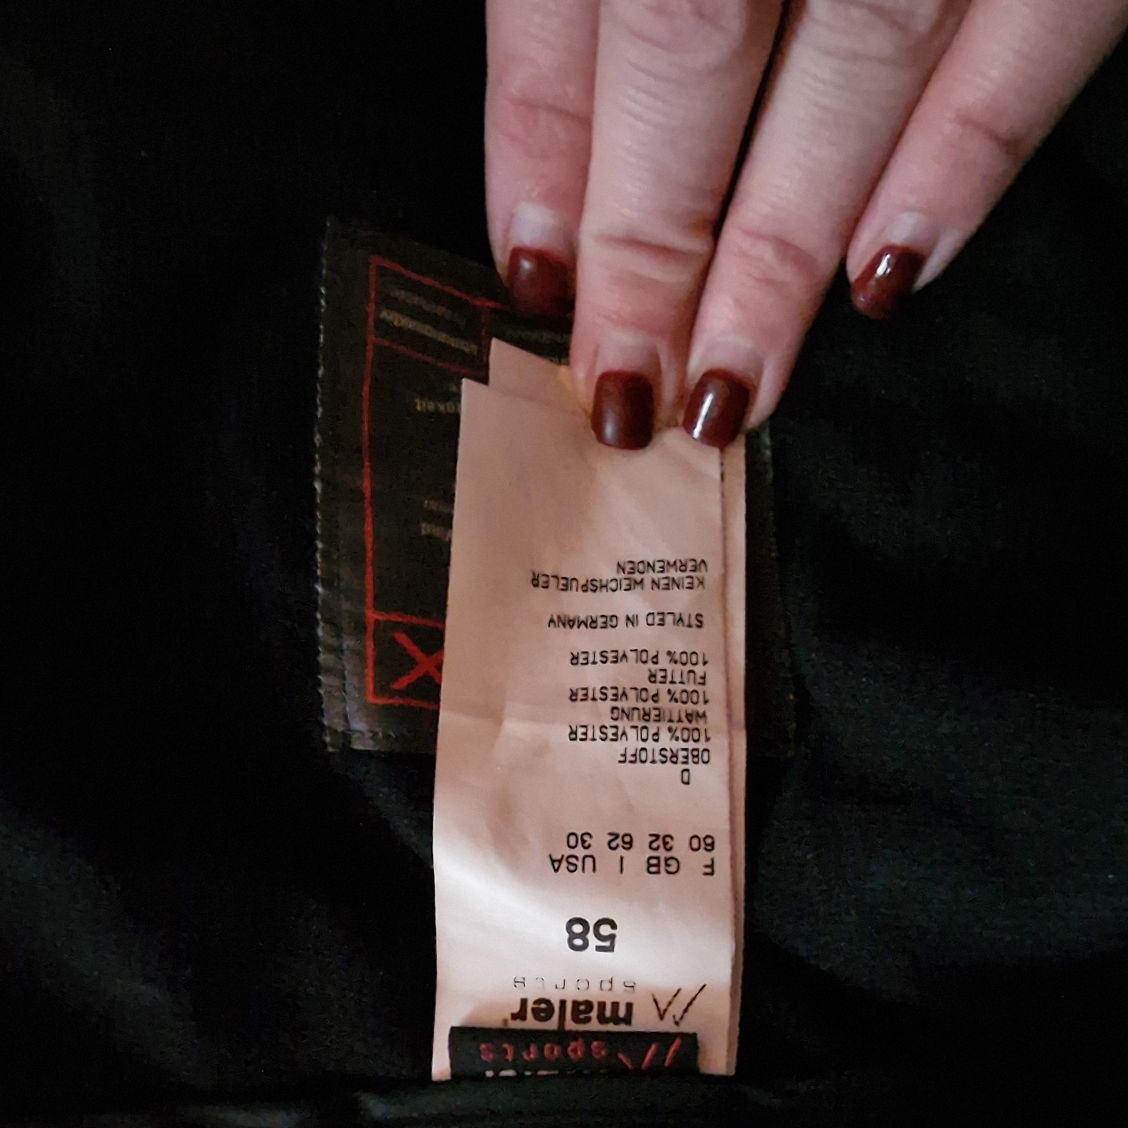 sports
maier
sports
58
F GB I USA
60 32 62 30
D
OBERSTOFF
100% POLYESTER
WATTIERUNG
100% POLYESTER
FUTTER
100% POLYESTER
STYLED IN GERMANY
KEINEN WEICHSPUELER
VERWENDEN